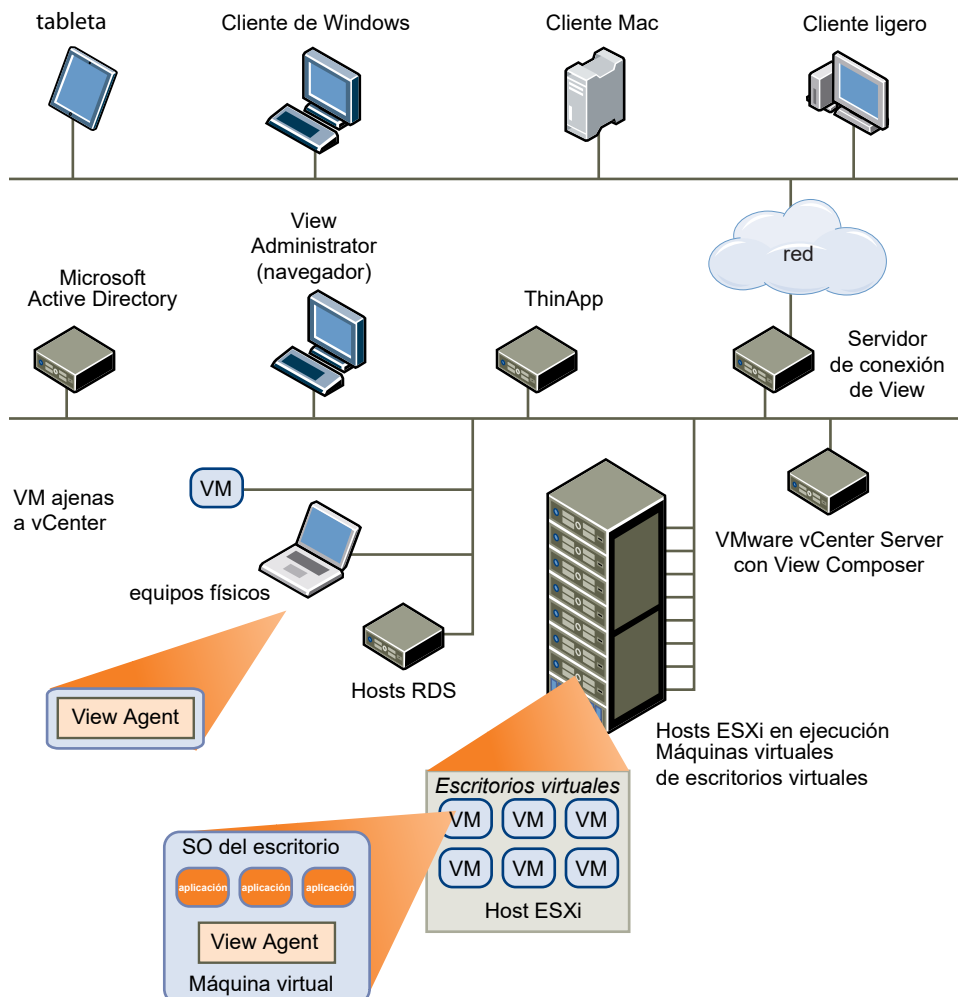 tableta
Cliente de Windows
Cliente Mac
Cliente ligero
View
Administrator
(navegador)
red
Microsoft
Active Directory
ThinApp
Servidor
de conexión
de View
VM ajenas
a vCenter
VM
VMware vCenter Server
con View Composer
equipos físicos
Hosts RDS
View Agent
Hosts ESXi en ejecución
Máquinas virtuales
de escritorios virtuales
Escritorios virtuales
VM VM VM
VM VM VM
Host ESXi
SO del escritorio
aplicación aplicación aplicación
View Agent
Máquina virtual